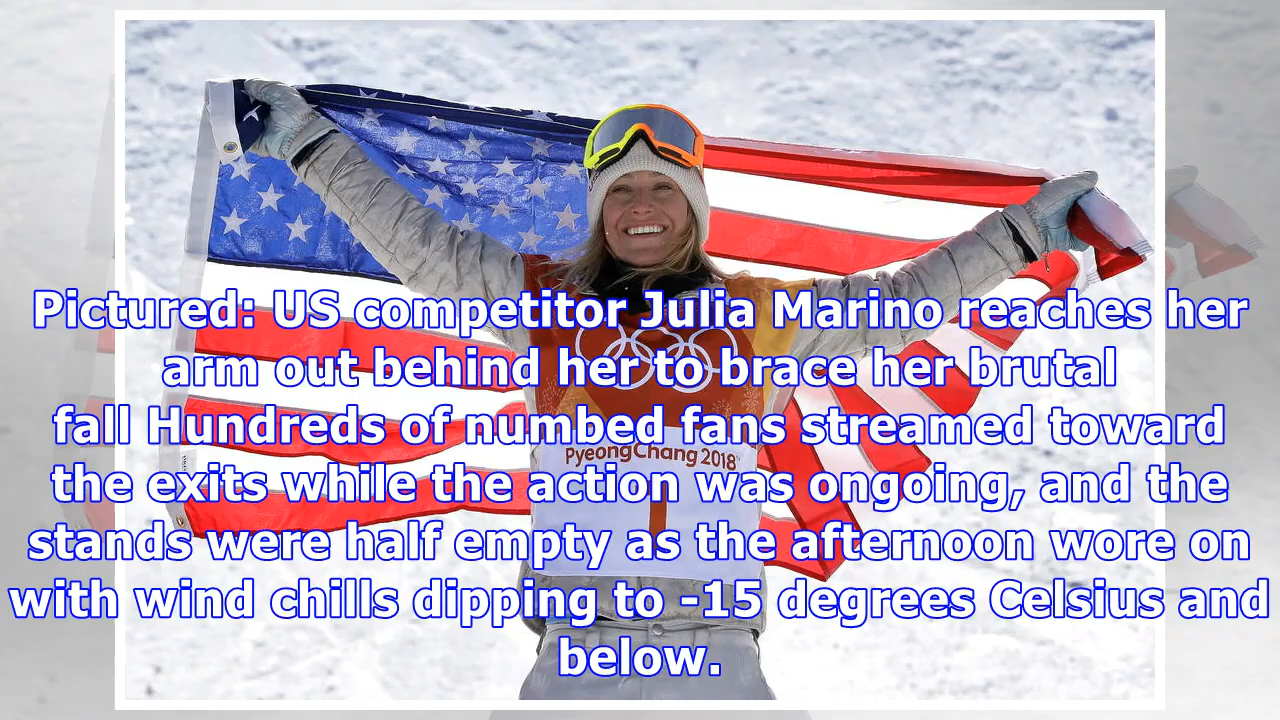 Pictured: US competitor Julia Marino reaches her
arm out behind her to brace her brutal
fall Hundreds of numbed fans streamed toward
the exits while the action was ongoing, and the
stands were half empty as the afternoon wore on
with wind chills dipping to -15 degrees Celsius and
below.
PyeongChang 2018
1